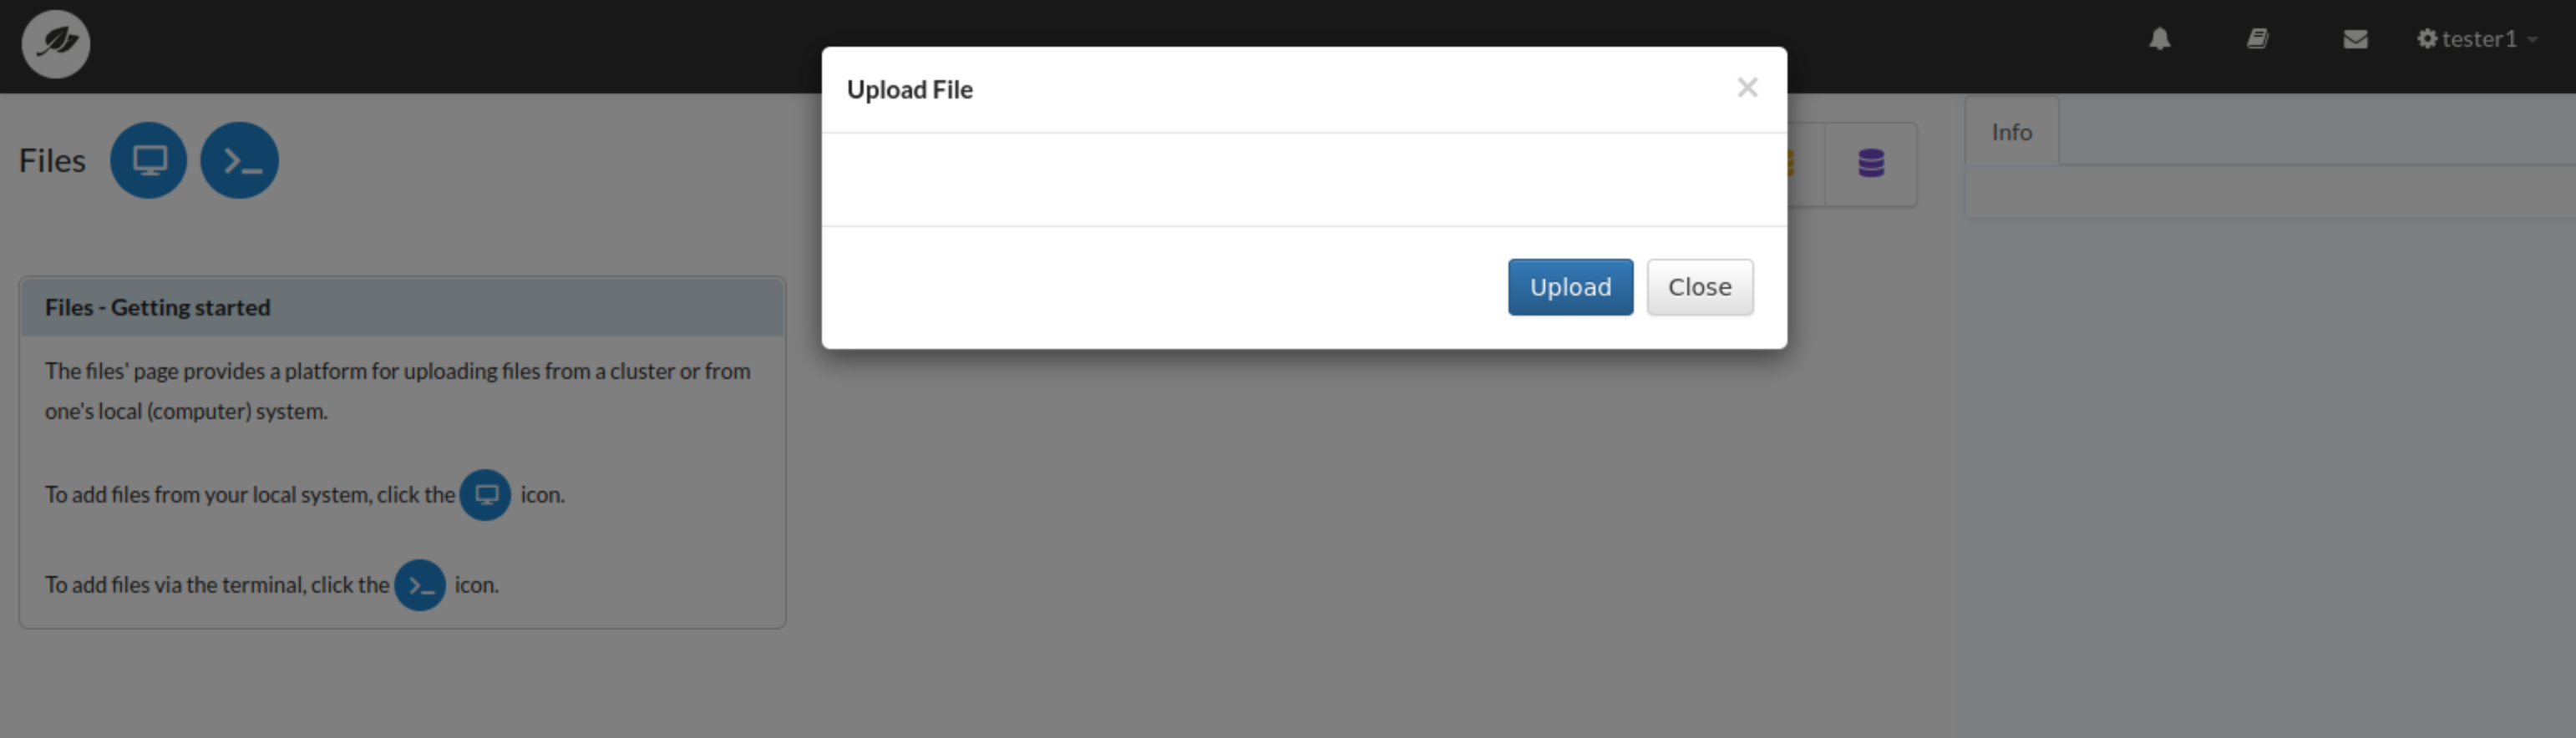 tester1
Upload File
Files
Info
Upload
Close
Files - Getting started
The files' page provides a platform for uploading files from a cluster or from
one's local (computer) system.
To add files from your local system, click the icon.
To add files via the terminal, click the icon.